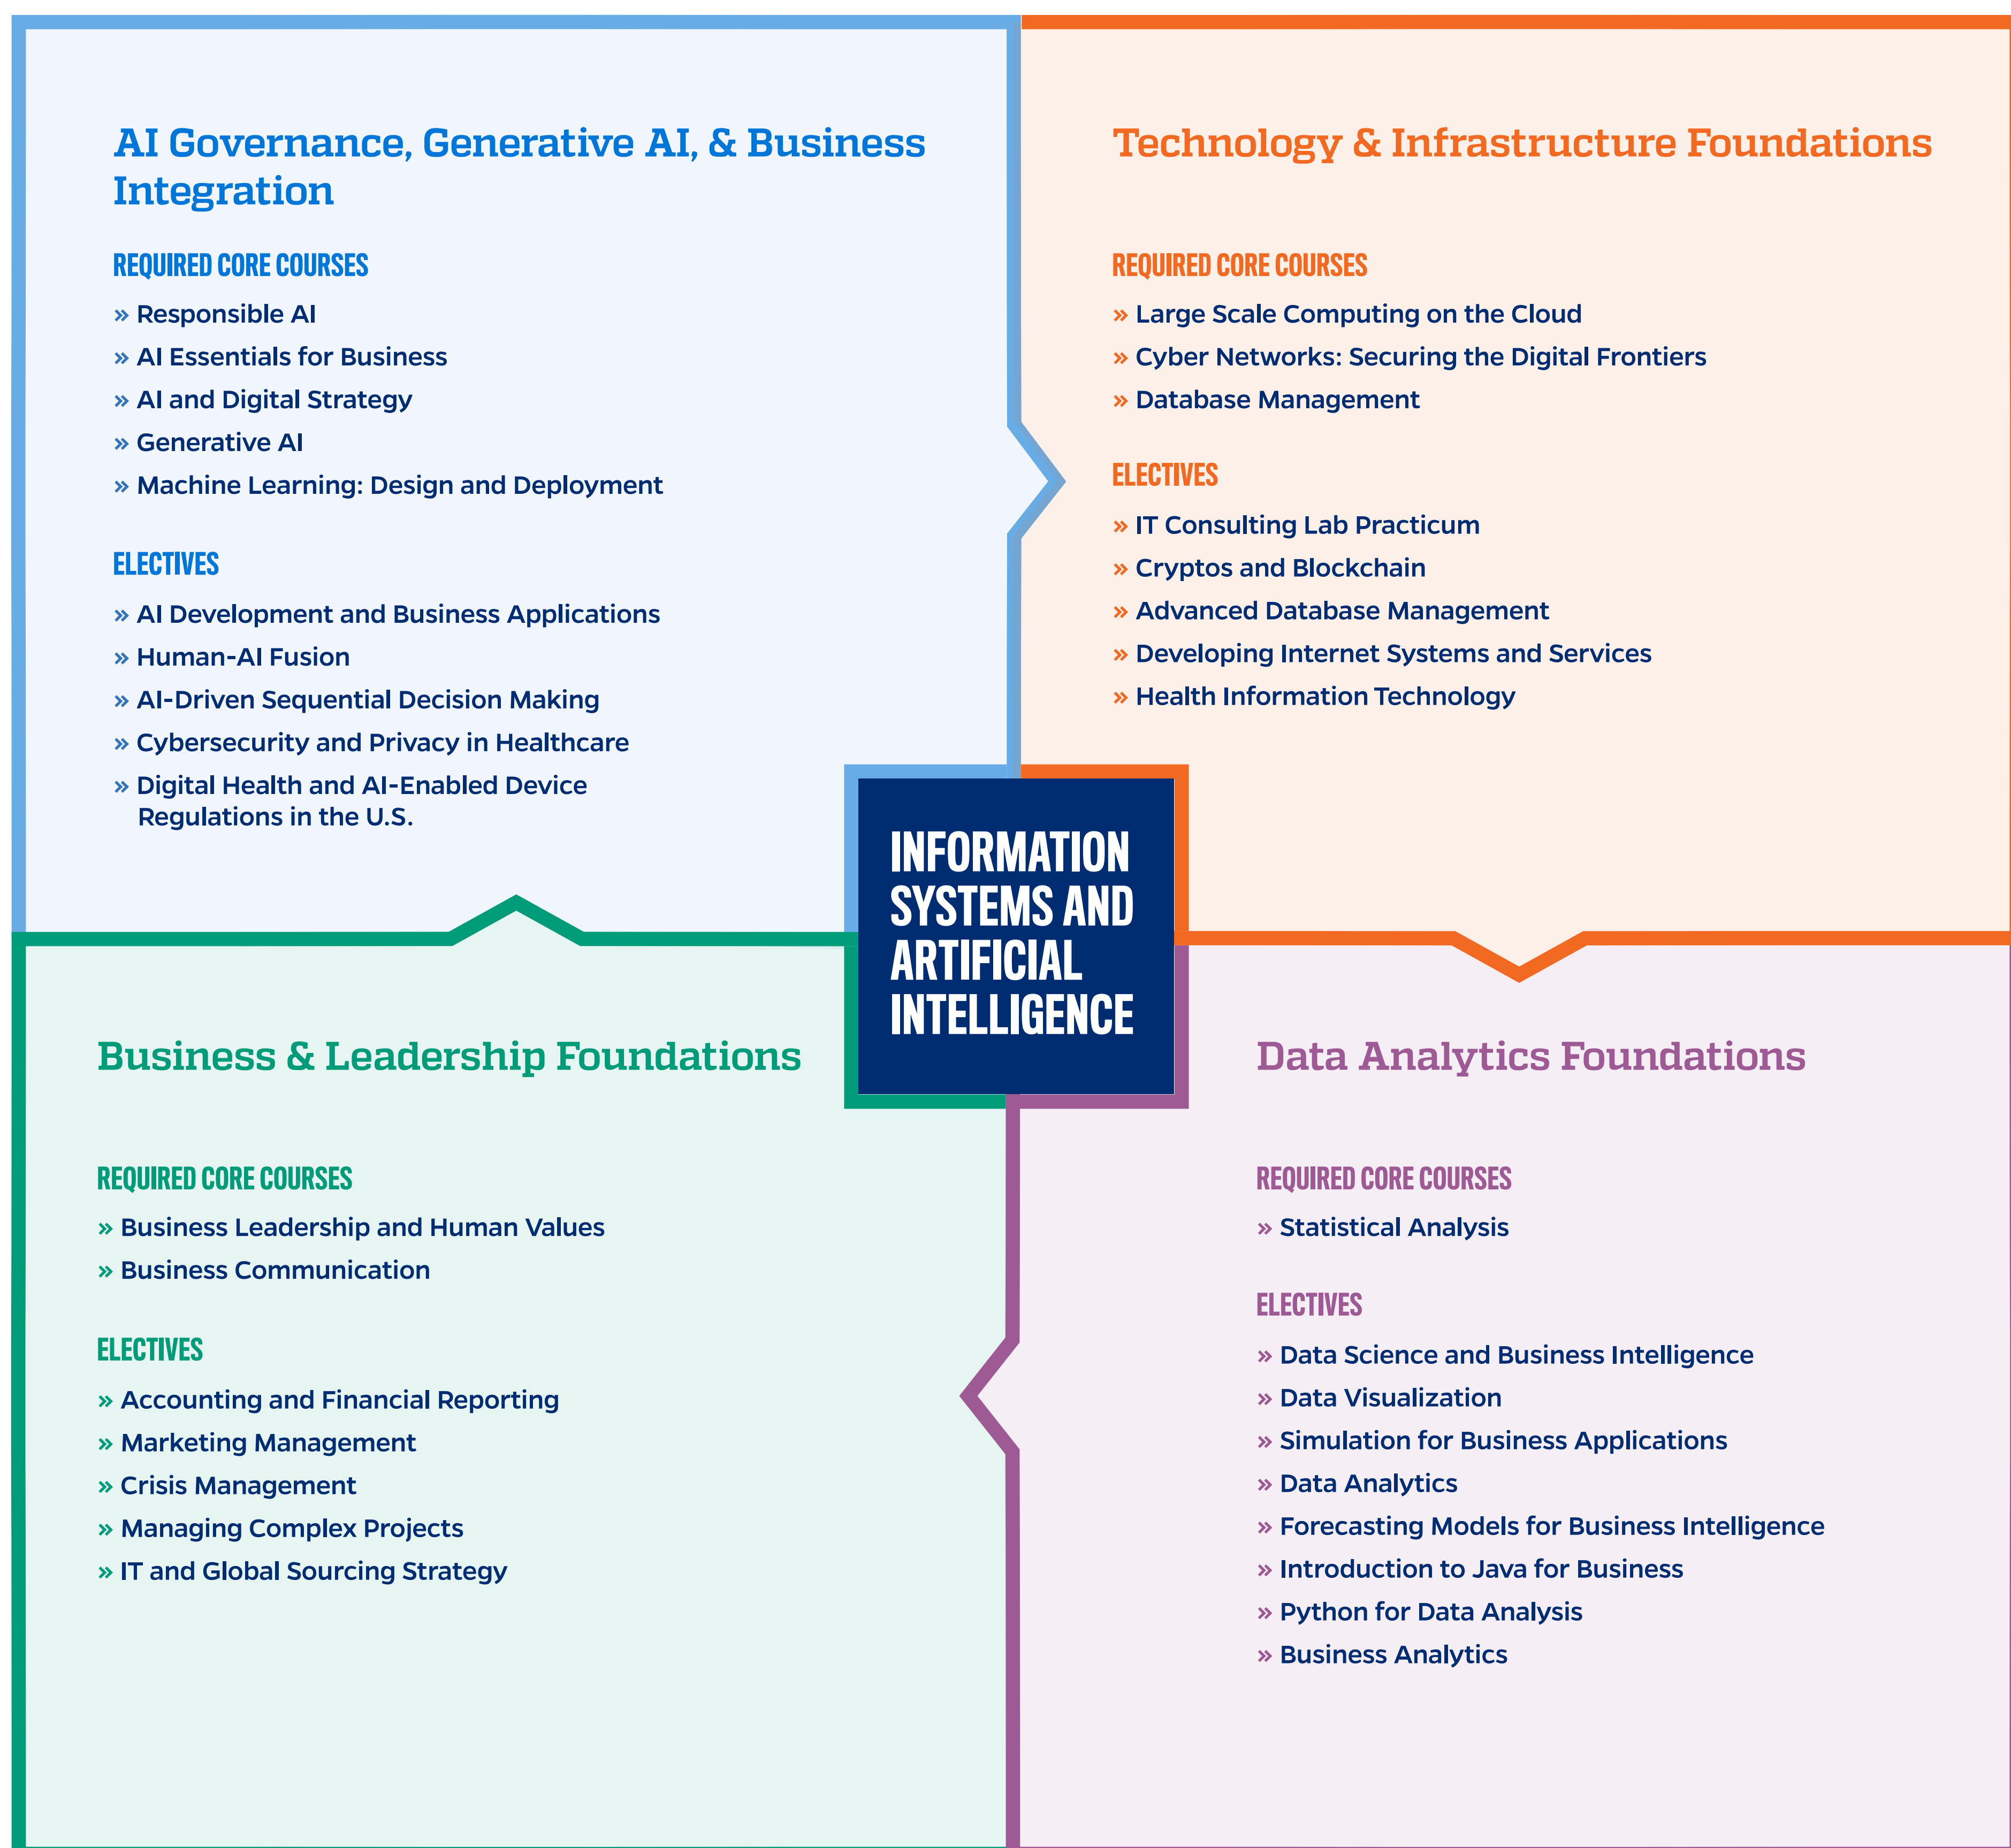 AI Governance, Generative AI, & Business
Integration
REQUIRED CORE COURSES
» Responsible AI
» AI Essentials for Business
» AI and Digital Strategy
» Generative AI
» Machine Learning: Design and Deployment
ELECTIVES
» AI Development and Business Applications
» Human-AI Fusion
» AI-Driven Sequential Decision Making
» Cybersecurity and Privacy in Healthcare
» Digital Health and AI-Enabled Device
Regulations in the U.S.
Technology & Infrastructure Foundations
REQUIRED CORE COURSES
» Large Scale Computing on the Cloud
» Cyber Networks: Securing the Digital Frontiers
» Database Management
ELECTIVES
» IT Consulting Lab Practicum
» Cryptos and Blockchain
» Advanced Database Management
» Developing Internet Systems and Services
» Health Information Technology
INFORMATION
SYSTEMS AND
ARTIFICIAL
INTELLIGENCE
Business & Leadership Foundations
REQUIRED CORE COURSES
» Business Leadership and Human Values
» Business Communication
ELECTIVES
» Accounting and Financial Reporting
» Marketing Management
» Crisis Management
» Managing Complex Projects
» IT and Global Sourcing Strategy
Data Analytics Foundations
REQUIRED CORE COURSES
» Statistical Analysis
ELECTIVES
» Data Science and Business Intelligence
» Data Visualization
» Simulation for Business Applications
» Data Analytics
» Forecasting Models for Business Intelligence
» Introduction to Java for Business
» Python for Data Analysis
» Business Analytics